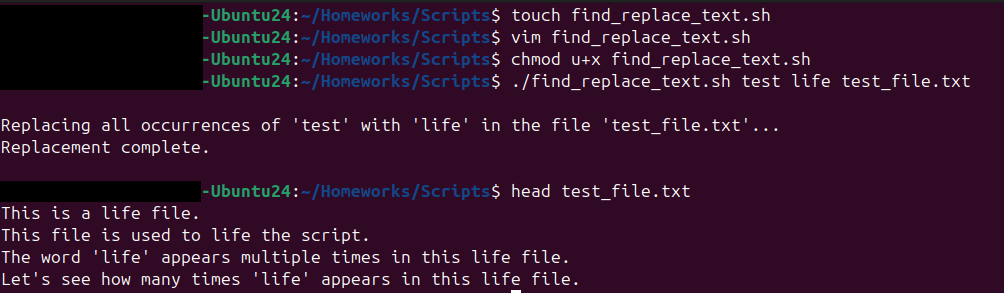 -Ubuntu24:~/Homeworks/Scripts$ touch find_replace_text.sh
-Ubuntu24:~/Homeworks/Scripts$ vim find_replace_text.sh
-Ubuntu24:~/Homeworks/Scripts$ chmod u+x find_replace_text.sh
-Ubuntu24:~/Homeworks/Scripts$ ./find_replace_text.sh test life test_file.txt
Replacing all occurrences of 'test' with 'life' in the file 'test_file.txt'...
Replacement complete.
-Ubuntu24:~/Homeworks/Scripts$ head test_file.txt
This is a life file.
This file is used to life the script.
The word 'life' appears multiple times in this life file.
Let's see how many times 'life' appears in this life file.